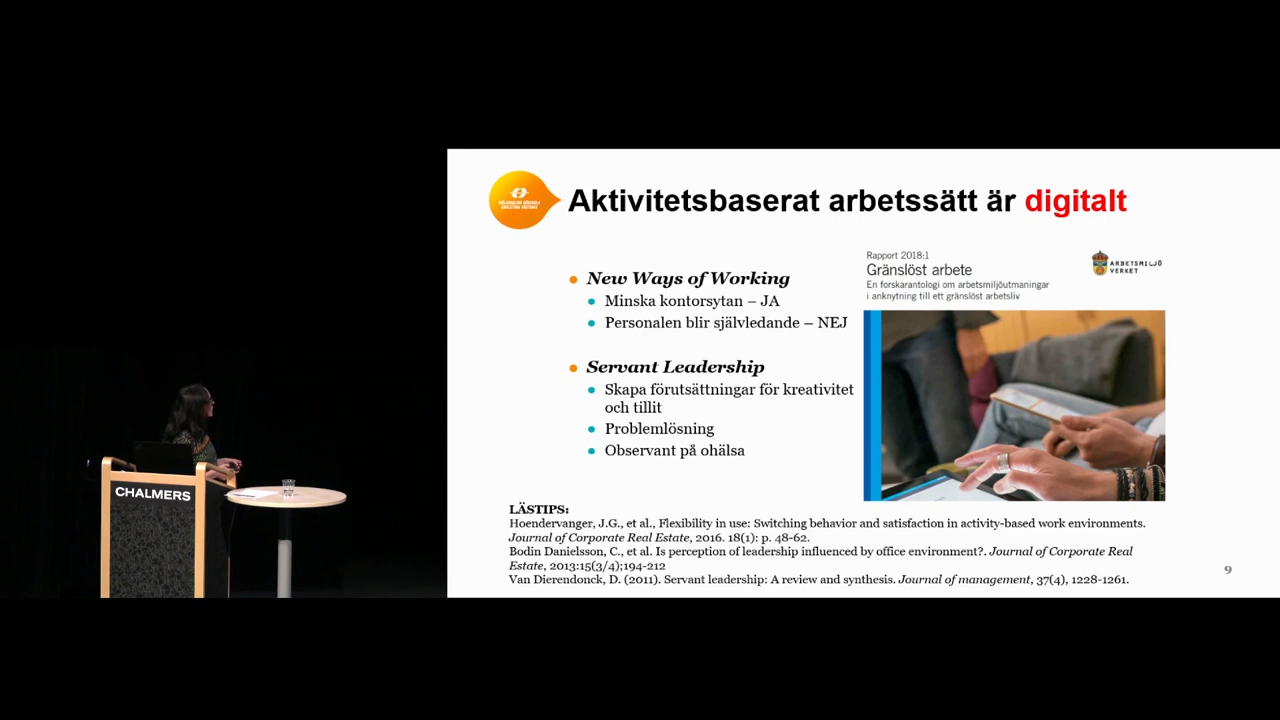 Aktivitetsbaserat arbetssätt är digitalt
New Ways of Working
Minska kontorsytan – JA
Personalen blir självledande – NEJ
Servant Leadership
Skapa förutsättningar för kreativitet
och tillit
Problemlösning
Observant på ohälsa
Rapport 2018:1
Gränslöst arbete
En forskarantologi om arbetsmiljöutmaningar
i anknytning till ett gränslöst arbetsliv
ARBETSMILJÖ
VERKET
LÄSTIPS:
Hoendervanger, J.G., et al., Flexibility in use: Switching behavior and satisfaction in activity-based work environments.
Journal of Corporate Real Estate, 2016. 18(1): p. 48-62.
Bodin Danielsson, C., et al. Is perception of leadership influenced by office environment?. Journal of Corporate Real
Estate, 2013:15(3/4);194-212
Van Dierendonck, D. (2011). Servant leadership: A review and synthesis. Journal of management, 37(4), 1228-1261.
9
CHALMERS